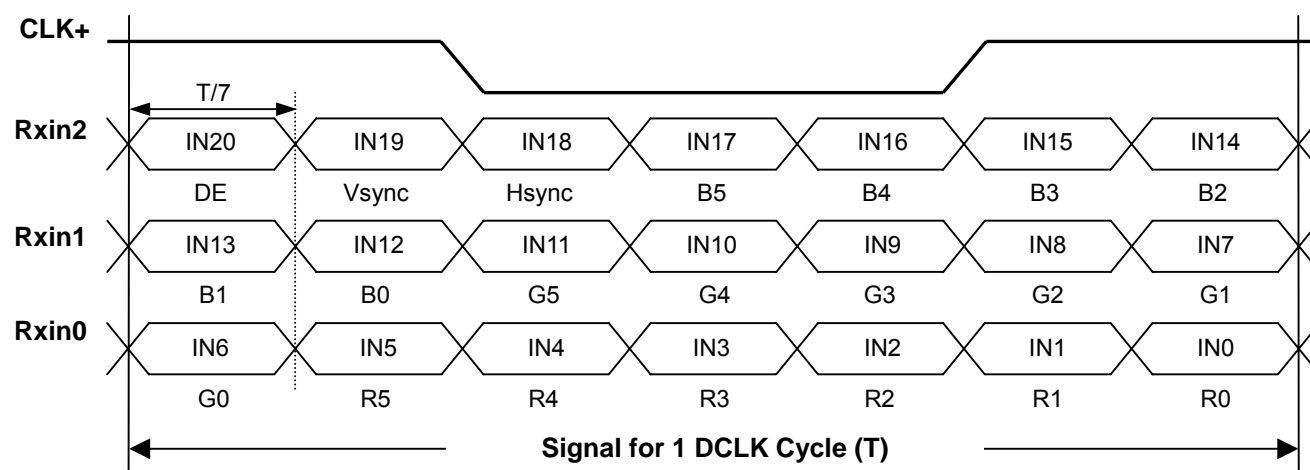 CLK+
T/7
Rxin2 IN20 IN19 IN18 IN17 IN16 IN15 IN14
DE Vsync Hsync B5 B4 B3 B2
Rxin1 IN13 IN12 IN11 IN10 IN9 IN8 IN7
B1 B0 G5 G4 G3 G2 G1
Rxin0 IN6 IN5 IN4 IN3 IN2 IN1 IN0
G0 R5 R4 R3 R2 R1 R0
Signal for 1 DCLK Cycle (T)